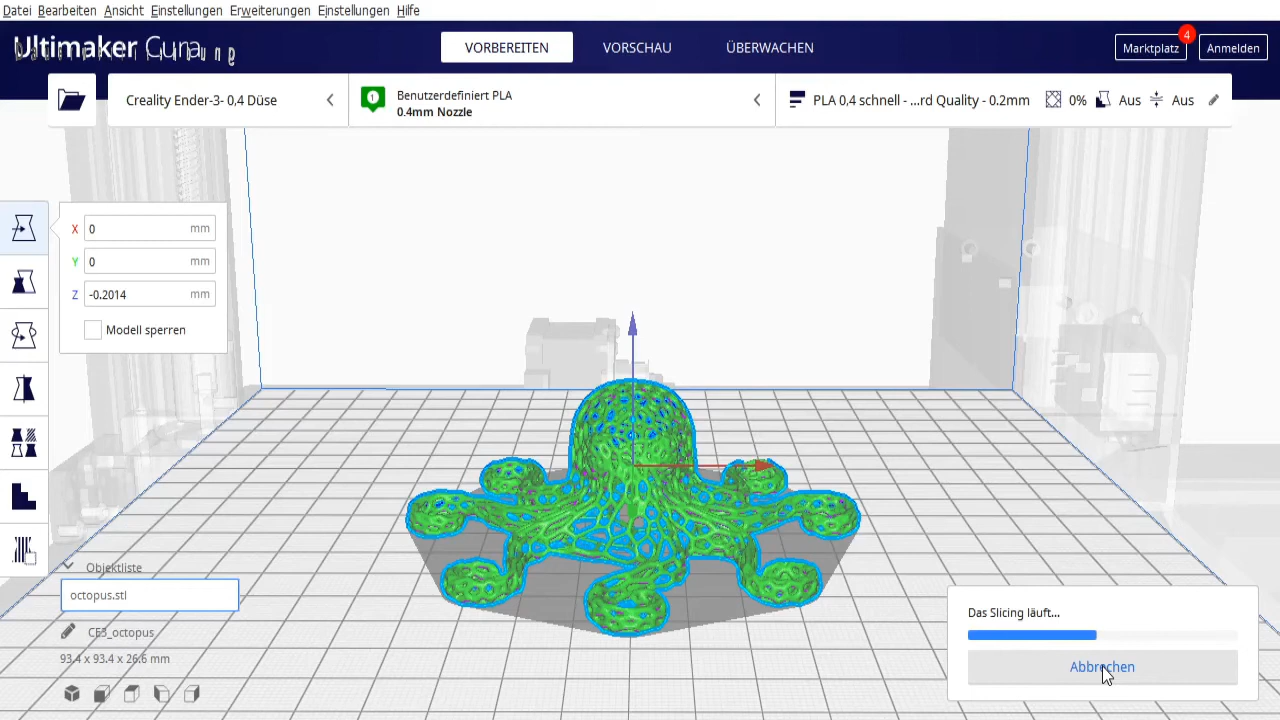 Datei Bearbeiten Ansicht Einstellungen Erweiterungen Einstellungen Hilfe
Ultimaker Cura
VORBEREITEN VORSCHAU ÜBERWACHEN
4
Marktplatz Anmelden
Creality Ender-3- 0,4 Düse
1
Benutzerdefiniert PLA
0.4mm Nozzle
PLA 0,4 schnell - ...rd Quality - 0.2mm 0% Aus Aus
X 0 mm
Y 0 mm
Z -0.2014 mm
Modell sperren
Objektliste
octopus.stl
CE3_octopus
93.4 x 93.4 x 26.6 mm
Das Slicing läuft...
Abbrechen